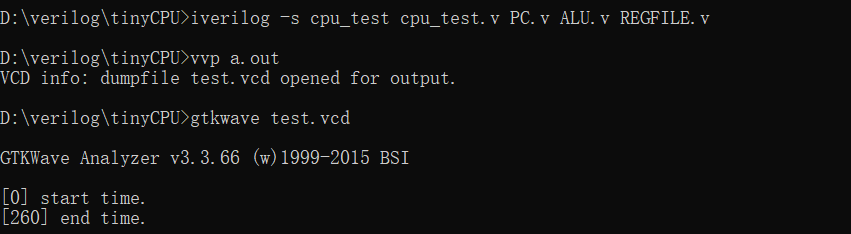 D:\verilog\tinyCPU>iverilog -s cpu_test cpu_test.v PC.v ALU.v REGFILE.v
D:\verilog\tinyCPU>vvp a.out
VCD info: dumpfile test.vcd opened for output.
D:\verilog\tinyCPU>gtkwave test.vcd
GTKWave Analyzer v3.3.66 (w)1999-2015 BSI
[0] start time.
[260] end time.